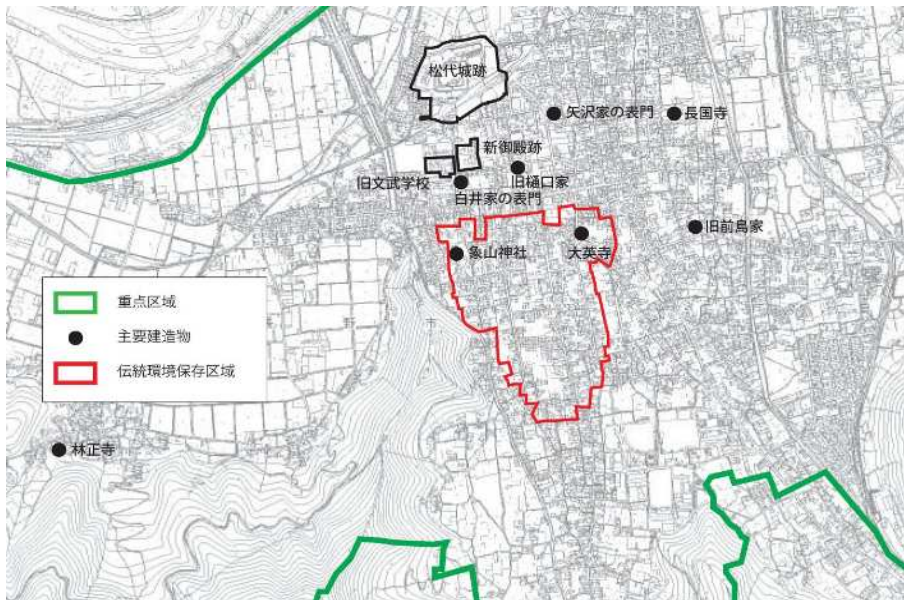 松代城跡
矢沢家の表門
長国寺
新御殿跡
旧文武学校
旧樋口家
白井家の表門
旧前島家
象山神社
大英寺
重点区域
主要建造物
伝統環境保存区域
林正寺
市